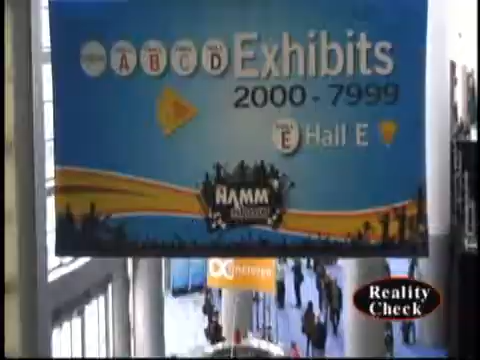 A B C D Exhibits
2000 - 7999
E Hall E
NAMM
Reality
Check